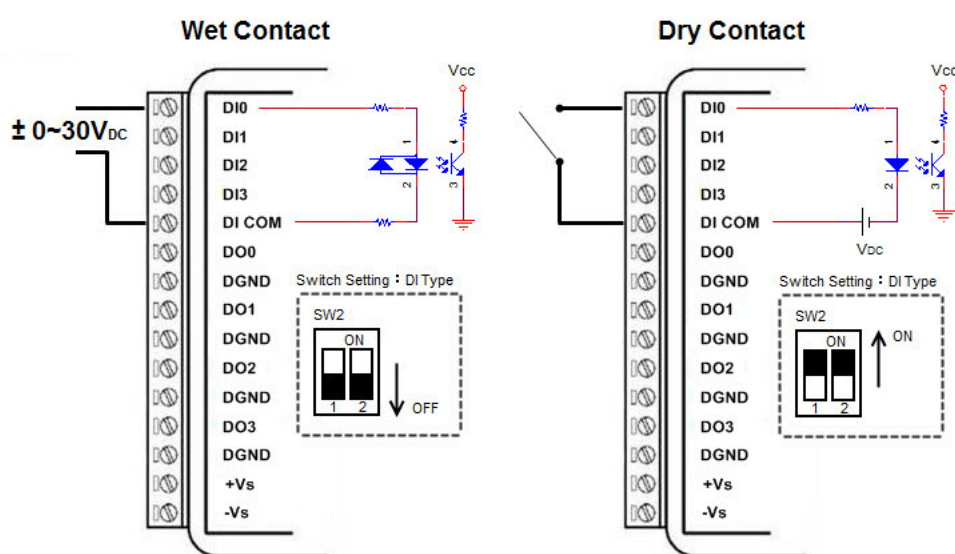 Wet Contact
± 0~30VDC
DI0
DI1
DI2
DI3
DI COM
DO0
DGND
DO1
DGND
DO2
DGND
DO3
DGND
+Vs
-Vs
Vcc
1
4
2
3
Switch Setting：DI Type
SW2
ON
1 2
OFF
Dry Contact
DI0
DI1
DI2
DI3
DI COM
DO0
DGND
DO1
DGND
DO2
DGND
DO3
DGND
+Vs
-Vs
Vcc
1
4
2
3
VDC
Switch Setting：DI Type
SW2
ON
1 2
ON